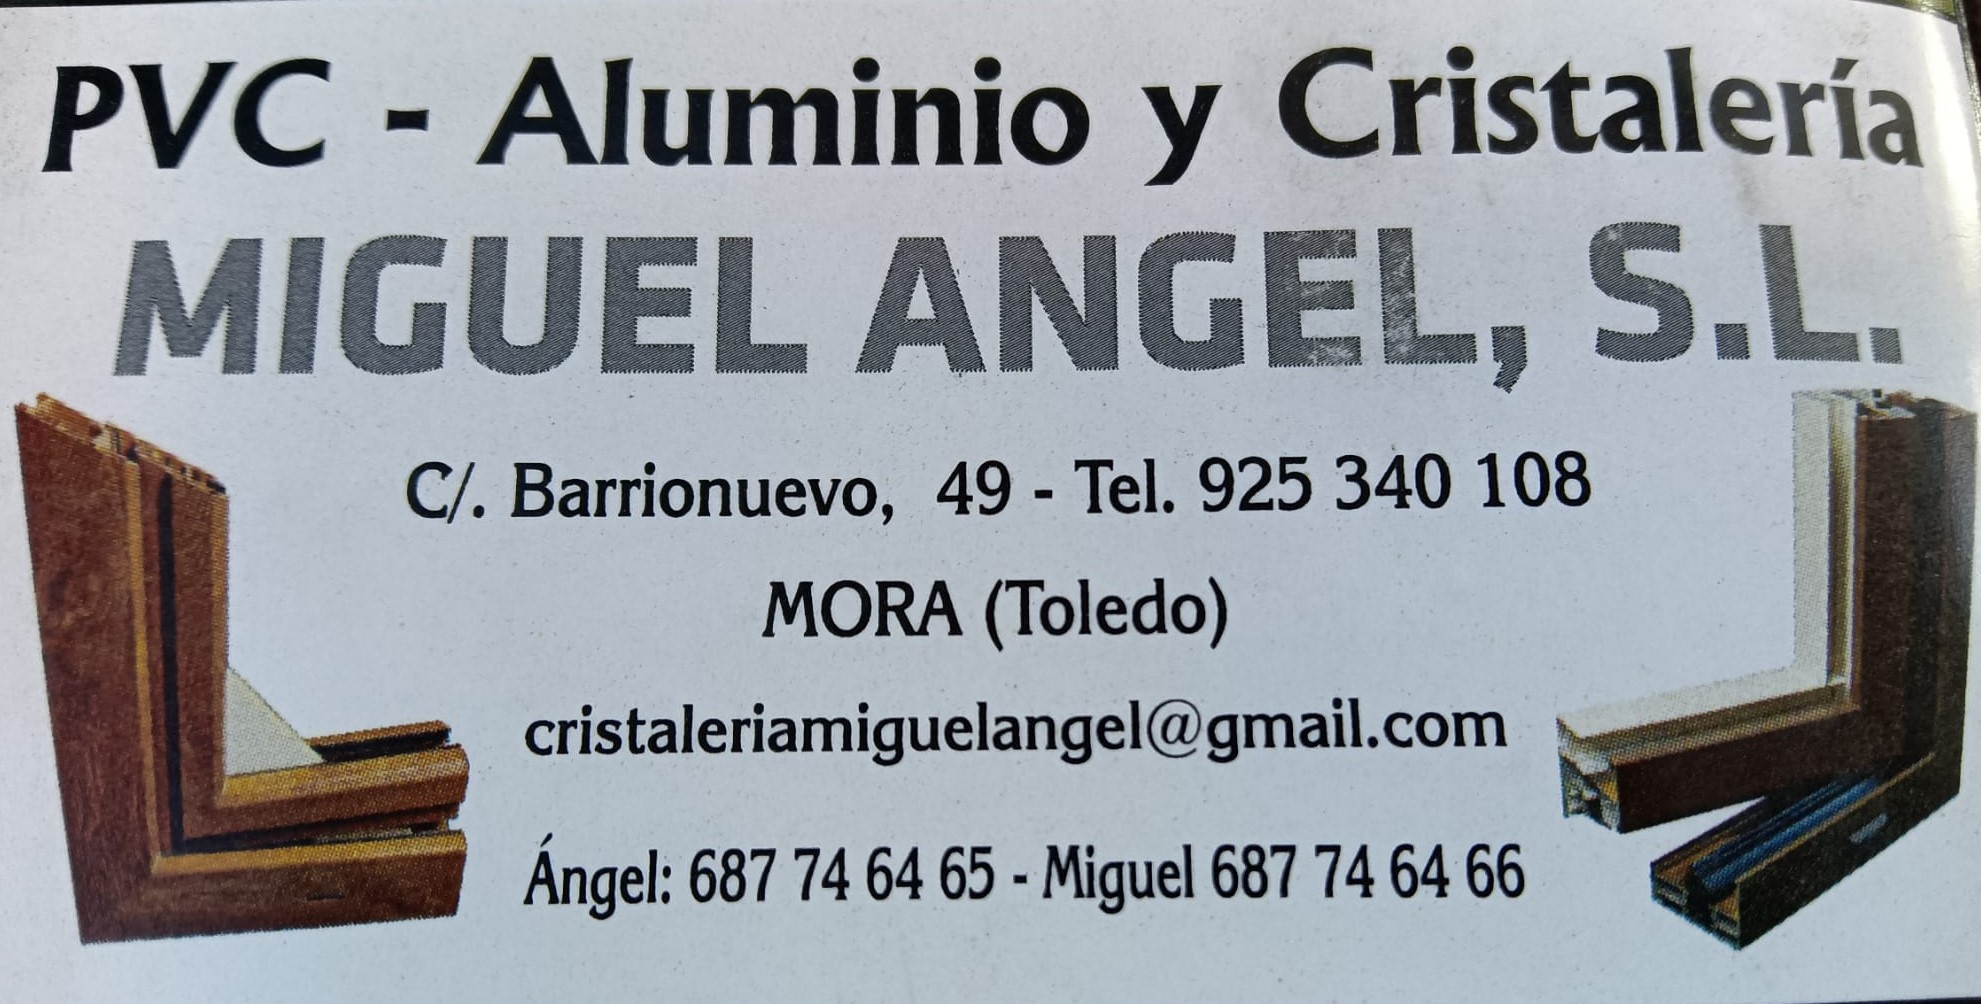 PVC - Aluminio y Cristalería
MIGUEL ANGEL, S.L.
C/. Barrionuevo, 49 - Tel. 925 340 108
MORA (Toledo)
cristaleriamiguelangel@gmail.com
Ángel: 687 74 64 65 - Miguel 687 74 64 66